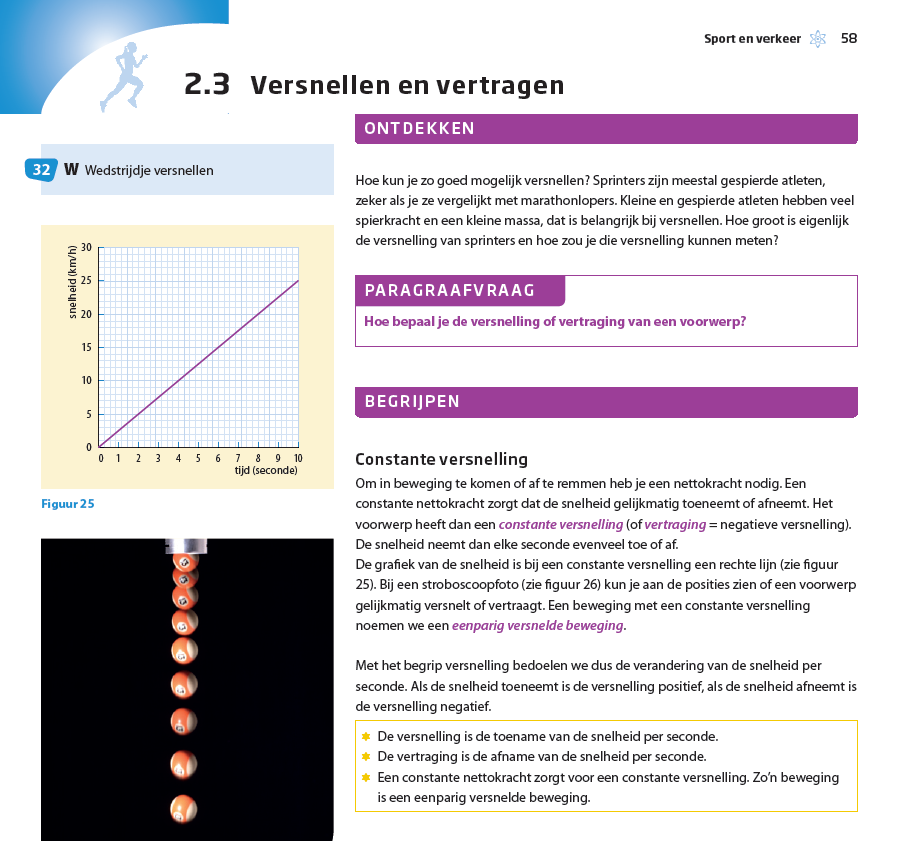 Sport en verkeer 58
2.3 Versnellen en vertragen
32 W Wedstrijdje versnellen
snelheid (km/h)
30
25
20
15
10
5
0
0 1 2 3 4 5 6 7 8 9 10
tijd (seconde)
Figuur 25
ONTDEKKEN
Hoe kun je zo goed mogelijk versnellen? Sprinters zijn meestal gespierde atleten,
zeker als je ze vergelijkt met marathonlopers. Kleine en gespierde atleten hebben veel
spierkracht en een kleine massa, dat is belangrijk bij versnellen. Hoe groot is eigenlijk
de versnelling van sprinters en hoe zou je die versnelling kunnen meten?
PARAGRAAFVRAAG
Hoe bepaal je de versnelling of vertraging van een voorwerp?
BEGRIJPEN
Constante versnelling
Om in beweging te komen of af te remmen heb je een nettokracht nodig. Een
constante nettokracht zorgt dat de snelheid gelijkmatig toeneemt of afneemt. Het
voorwerp heeft dan een constante versnelling (of vertraging = negatieve versnelling).
De snelheid neemt dan elke seconde evenveel toe of af.
De grafiek van de snelheid is bij een constante versnelling een rechte lijn (zie figuur
25). Bij een stroboscoopfoto (zie figuur 26) kun je aan de posities zien of een voorwerp
gelijkmatig versnelt of vertraagt. Een beweging met een constante versnelling
noemen we een eenparig versnelde beweging.
Met het begrip versnelling bedoelen we dus de verandering van de snelheid per
seconde. Als de snelheid toeneemt is de versnelling positief, als de snelheid afneemt is
de versnelling negatief.
De versnelling is de toename van de snelheid per seconde.
De vertraging is de afname van de snelheid per seconde.
Een constante nettokracht zorgt voor een constante versnelling. Zo'n beweging
is een eenparig versnelde beweging.